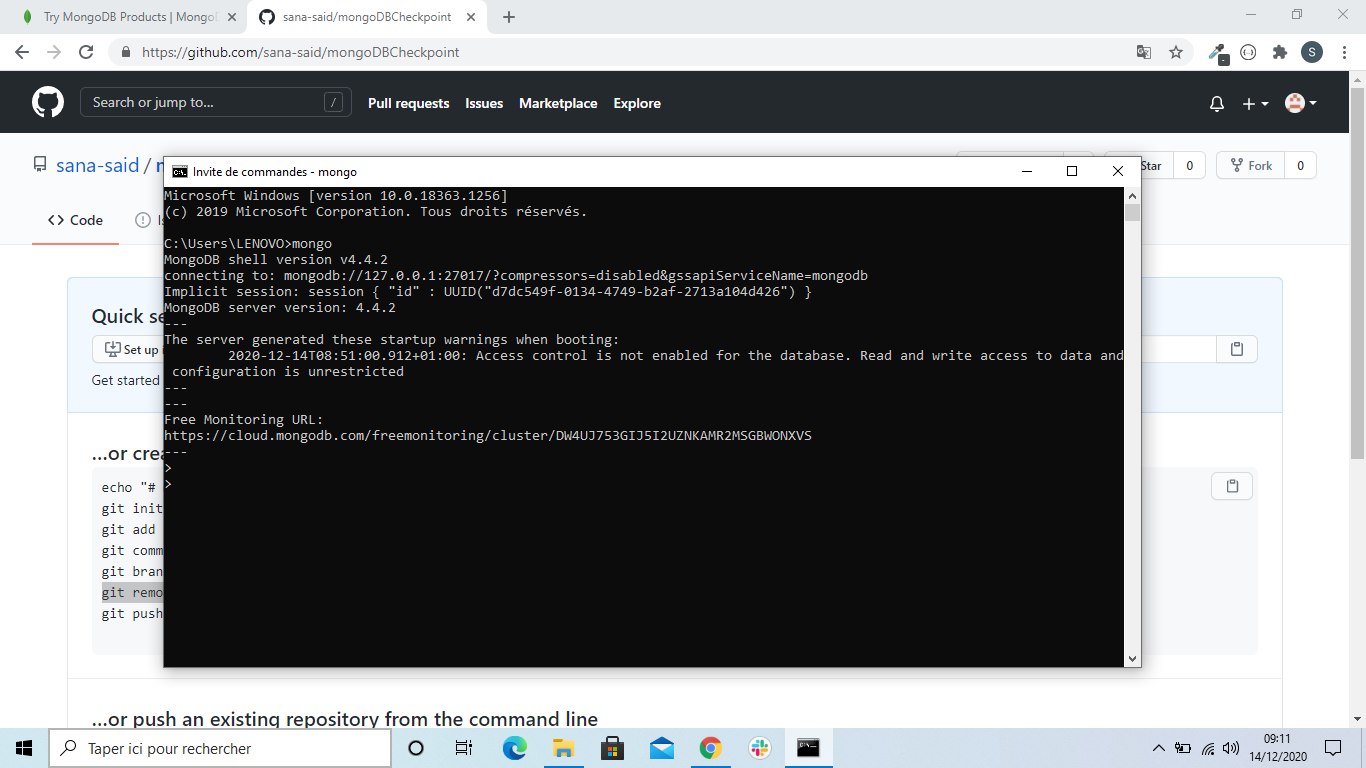 Try MongoDB Products | Mongo
sana-said/mongoDBCheckpoint
https://github.com/sana-said/mongoDBCheckpoint
S
Search or jump to...
/
Pull requests
Issues
Marketplace
Explore
sana-said /
Star
0
Fork
0
Code
Quick se
Set up i
Get started
...or crea
echo "#
git init
git add
git comm
git bran
git remo
git push
...or push an existing repository from the command line
Invite de commandes - mongo
Microsoft Windows [version 10.0.18363.1256]
(c) 2019 Microsoft Corporation. Tous droits réservés.
C:\Users\LENOVO>mongo
MongoDB shell version v4.4.2
connecting to: mongodb://127.0.0.1:27017/?compressors=disabled&gssapiServiceName=mongodb
Implicit session: session { "id" : UUID("d7dc549f-0134-4749-b2af-2713a104d426") }
MongoDB server version: 4.4.2
---
The server generated these startup warnings when booting:
        2020-12-14T08:51:00.912+01:00: Access control is not enabled for the database. Read and write access to data and
 configuration is unrestricted
---
---
Free Monitoring URL:
https://cloud.mongodb.com/freemonitoring/cluster/DW4UJ753GIJ5I2UZNKAMR2MSGBWONXVS
---
>
>
Taper ici pour rechercher
09:11
14/12/2020